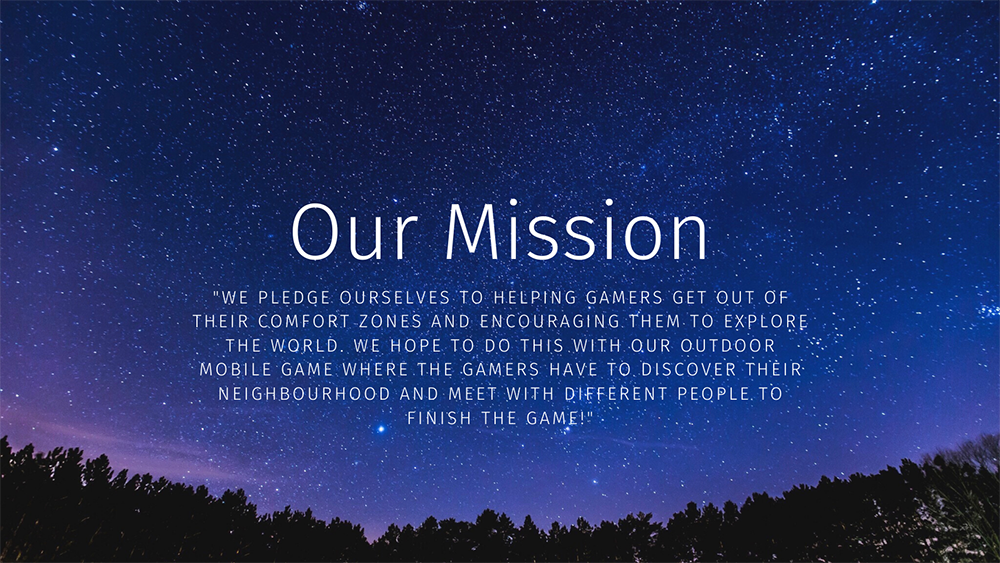 Our Mission
"WE PLEDGE OURSELVES TO HELPING GAMERS GET OUT OF
THEIR COMFORT ZONES AND ENCOURAGING THEM TO EXPLORE
THE WORLD. WE HOPE TO DO THIS WITH OUR OUTDOOR
MOBILE GAME WHERE THE GAMERS HAVE TO DISCOVER THEIR
NEIGHBOURHOOD AND MEET WITH DIFFERENT PEOPLE TO
FINISH THE GAME!"